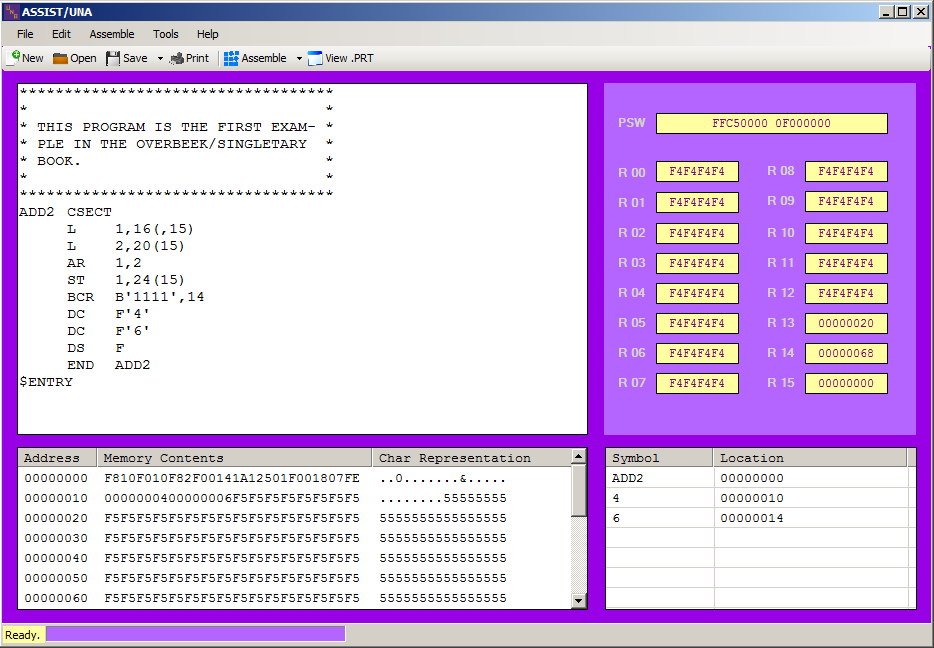 ASSIST/UNA
File Edit Assemble Tools Help
New Open Save Print Assemble View .PRT
***********************************
* *
* THIS PROGRAM IS THE FIRST EXAM- *
* PLE IN THE OVERBEEK/SINGLETARY *
* BOOK. *
* *
***********************************
ADD2 CSECT
L 1,16(,15)
L 2,20(15)
AR 1,2
ST 1,24(15)
BCR B'1111',14
DC F'4'
DC F'6'
DS F
END ADD2
$ENTRY
PSW FFC50000 0F000000
R 00 F4F4F4F4 R 08 F4F4F4F4
R 01 F4F4F4F4 R 09 F4F4F4F4
R 02 F4F4F4F4 R 10 F4F4F4F4
R 03 F4F4F4F4 R 11 F4F4F4F4
R 04 F4F4F4F4 R 12 F4F4F4F4
R 05 F4F4F4F4 R 13 00000020
R 06 F4F4F4F4 R 14 00000068
R 07 F4F4F4F4 R 15 00000000
Address Memory Contents Char Representation
00000000 F810F010F82F00141A12501F001807FE ..0.......&.....
00000010 0000000400000006F5F5F5F5F5F5F5F5 ........55555555
00000020 F5F5F5F5F5F5F5F5F5F5F5F5F5F5F5F5 5555555555555555
00000030 F5F5F5F5F5F5F5F5F5F5F5F5F5F5F5F5 5555555555555555
00000040 F5F5F5F5F5F5F5F5F5F5F5F5F5F5F5F5 5555555555555555
00000050 F5F5F5F5F5F5F5F5F5F5F5F5F5F5F5F5 5555555555555555
00000060 F5F5F5F5F5F5F5F5F5F5F5F5F5F5F5F5 5555555555555555
Symbol Location
ADD2 00000000
4 00000010
6 00000014
Ready.